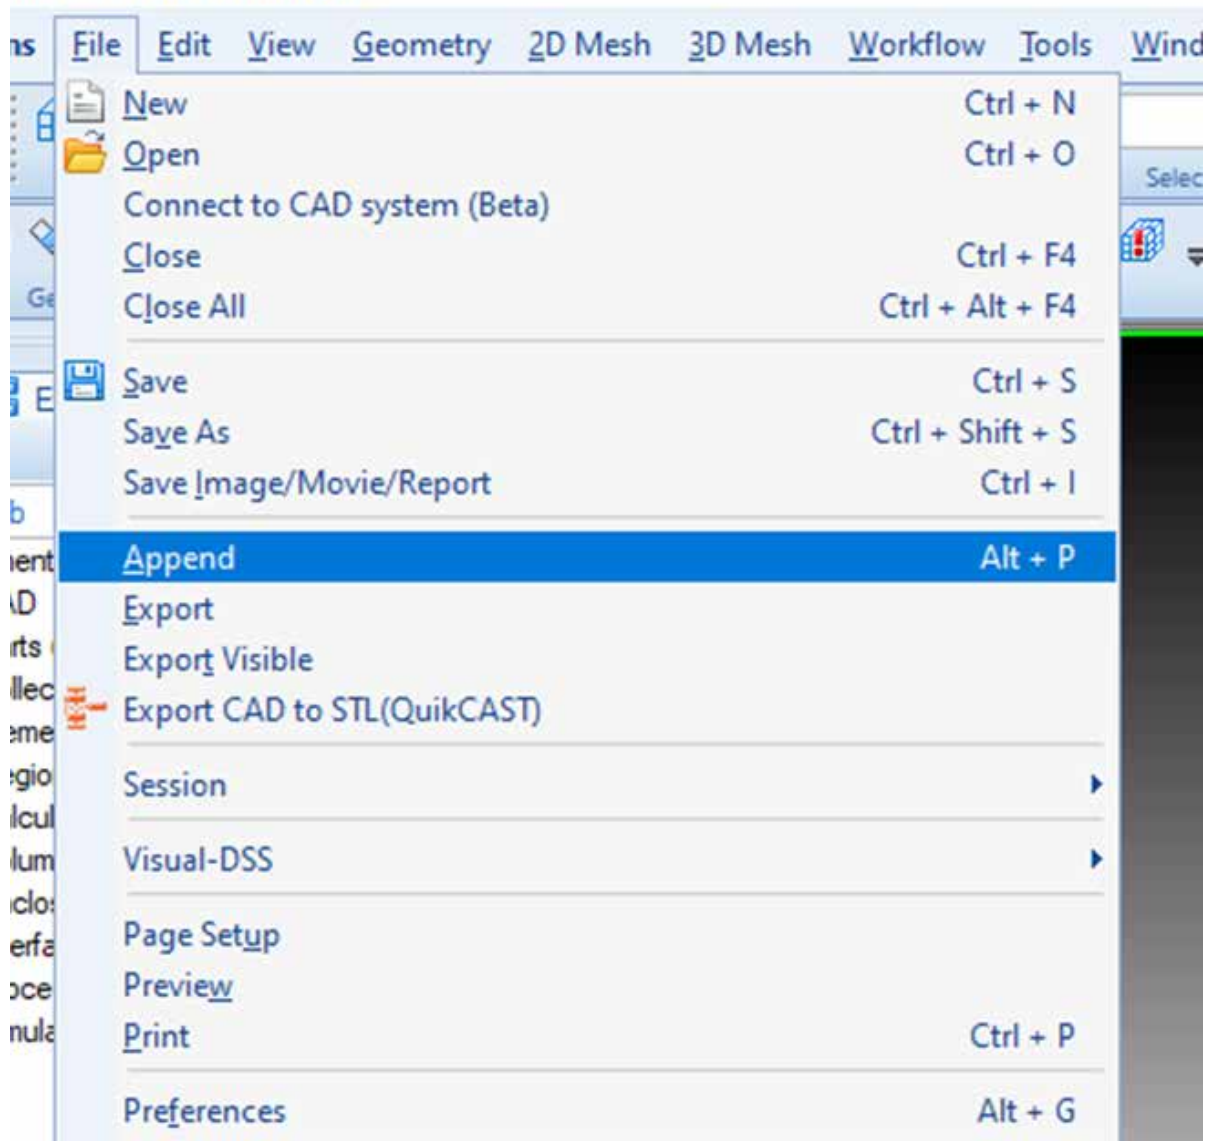 File Edit View Geometry 2D Mesh 3D Mesh Workflow Tools
New Ctrl + N
Open Ctrl + O
Connect to CAD system (Beta)
Close Ctrl + F4
Close All Ctrl + Alt + F4
Save Ctrl + S
Save As Ctrl + Shift + S
Save Image/Movie/Report Ctrl + I
Append Alt + P
Export
Export Visible
Export CAD to STL(QuikCAST)
Session
Visual-DSS
Page Setup
Preview
Print Ctrl + P
Preferences Alt + G